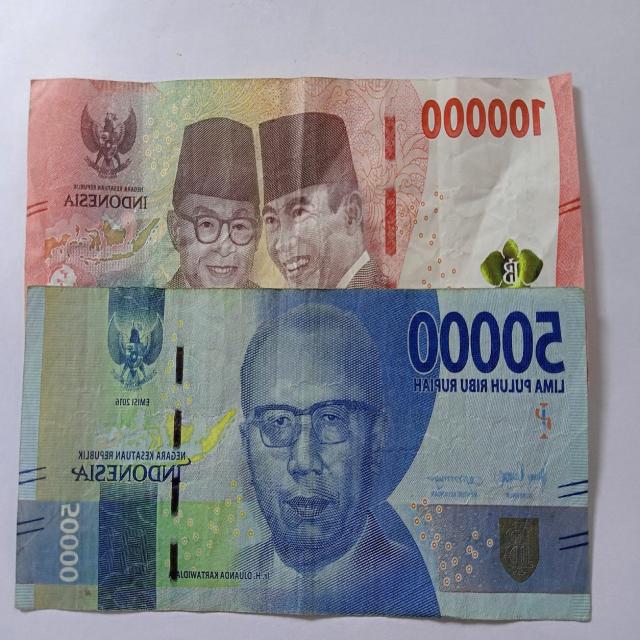 100000
NEGARA KESATUAN REPUBLIK
INDONESIA
50000
LIMA PULUH RIBU RUPIAH
EMISI 2016
NEGARA KESATUAN REPUBLIK
INDONESIA
50000
Ir. H. DJUANDA KARTAWIDJAJA